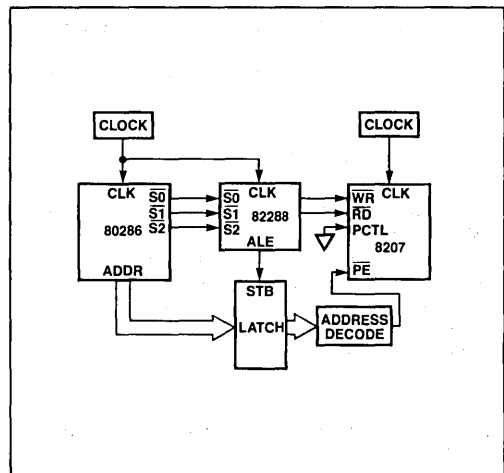 CLOCK
CLOCK
CLK
S0
S1
S2
80286
ADDR
CLK
S0
S1
S2
82288
ALE
CLK
WR
RD
PCTL
8207
PE
STB
LATCH
ADDRESS
DECODE